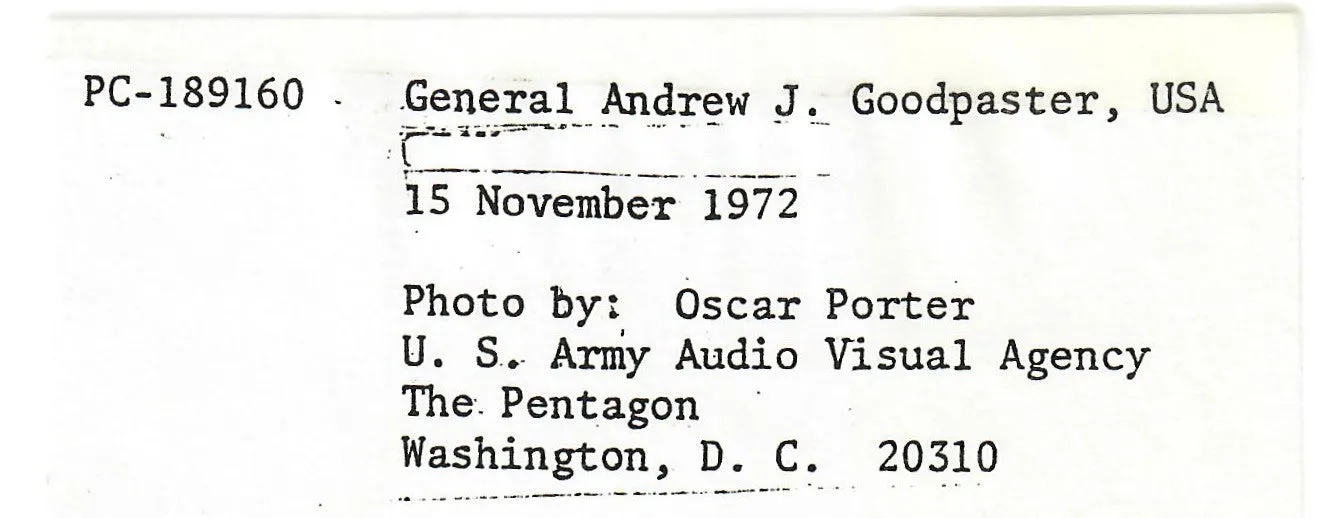 PC-189160 General Andrew J. Goodpaster, USA
15 November 1972
Photo by: Oscar Porter
U. S. Army Audio Visual Agency
The Pentagon
Washington, D. C. 20310